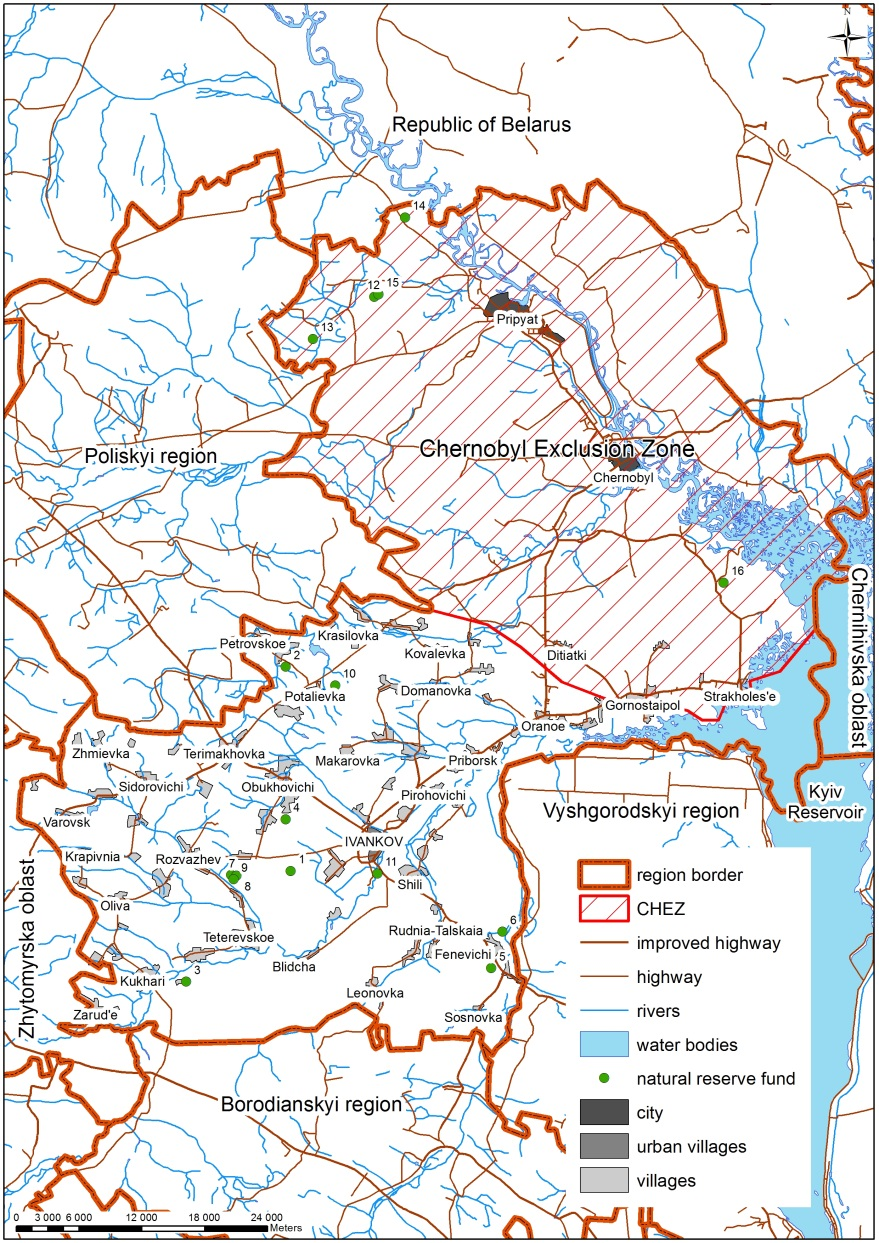 N
Republic of Belarus
14
12
15
Pripyat
13
Chernobyl Exclusion Zone
Poliskyi region
Chernobyl
16
Chernihivska oblast
Krasilovka
Petrovskoe
2
Kovalevka
Ditiatki
10
Potalievka
Domanovka
Strakholes'e
Gornostaipol
Oranoe
Zhmievka
Terimakhovka
Makarovka
Priborsk
Sidorovichi
Obukhovichi
Pirohovichi
Kyiv
Reservoir
Vyshgorodskyi region
4
Varovsk
IVANKOV
Krapivnia
Rozvazhev
7
9
1
11
8
Shili
Zhytomyrska oblast
Oliva
6
Rudnia-Talskaia
Teterevskoe
Fenevichi
5
Blidcha
3
Kukhari
Leonovka
Zarud'e
Sosnovka
Borodianskyi region
region border
CHEZ
improved highway
highway
rivers
water bodies
natural reserve fund
city
urban villages
villages
0 3 000 6 000 12 000 18 000 24 000
Meters